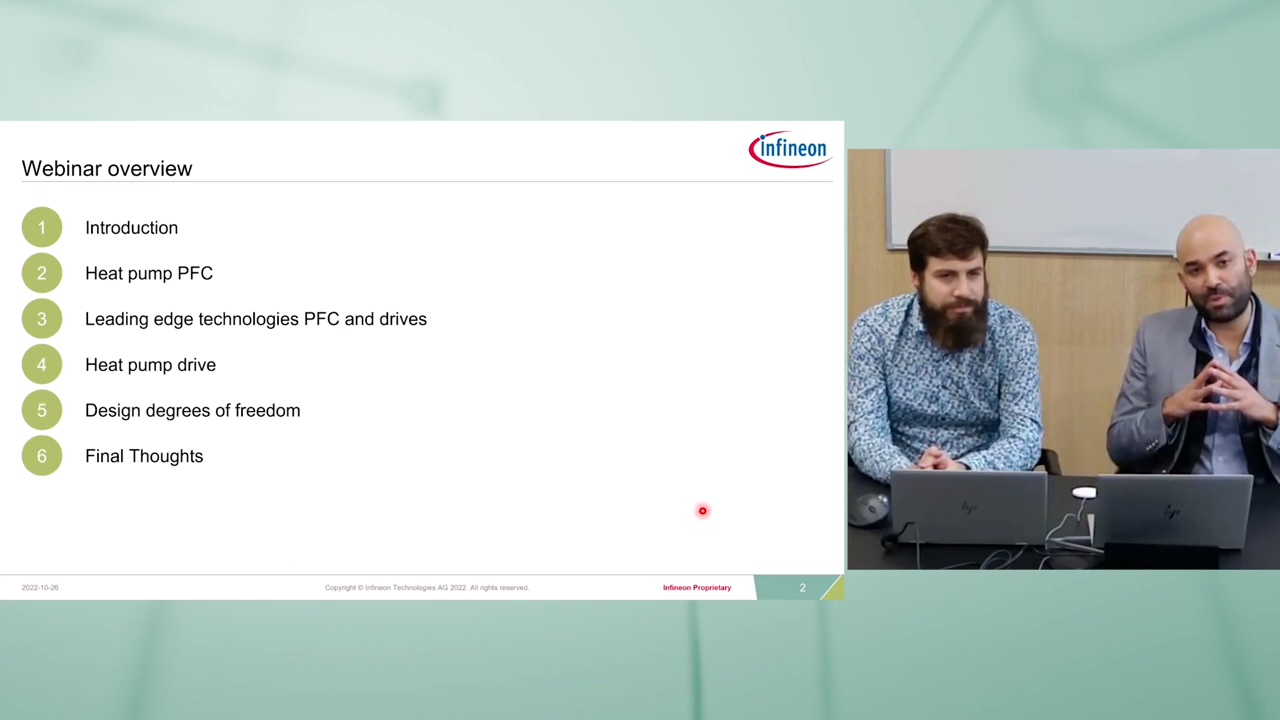 infineon
Webinar overview
1 Introduction
2 Heat pump PFC
3 Leading edge technologies PFC and drives
4 Heat pump drive
5 Design degrees of freedom
6 Final Thoughts
hp hp
2022-10-26 Copyright © Infineon Technologies AG 2022. All rights reserved. Infineon Proprietary 2